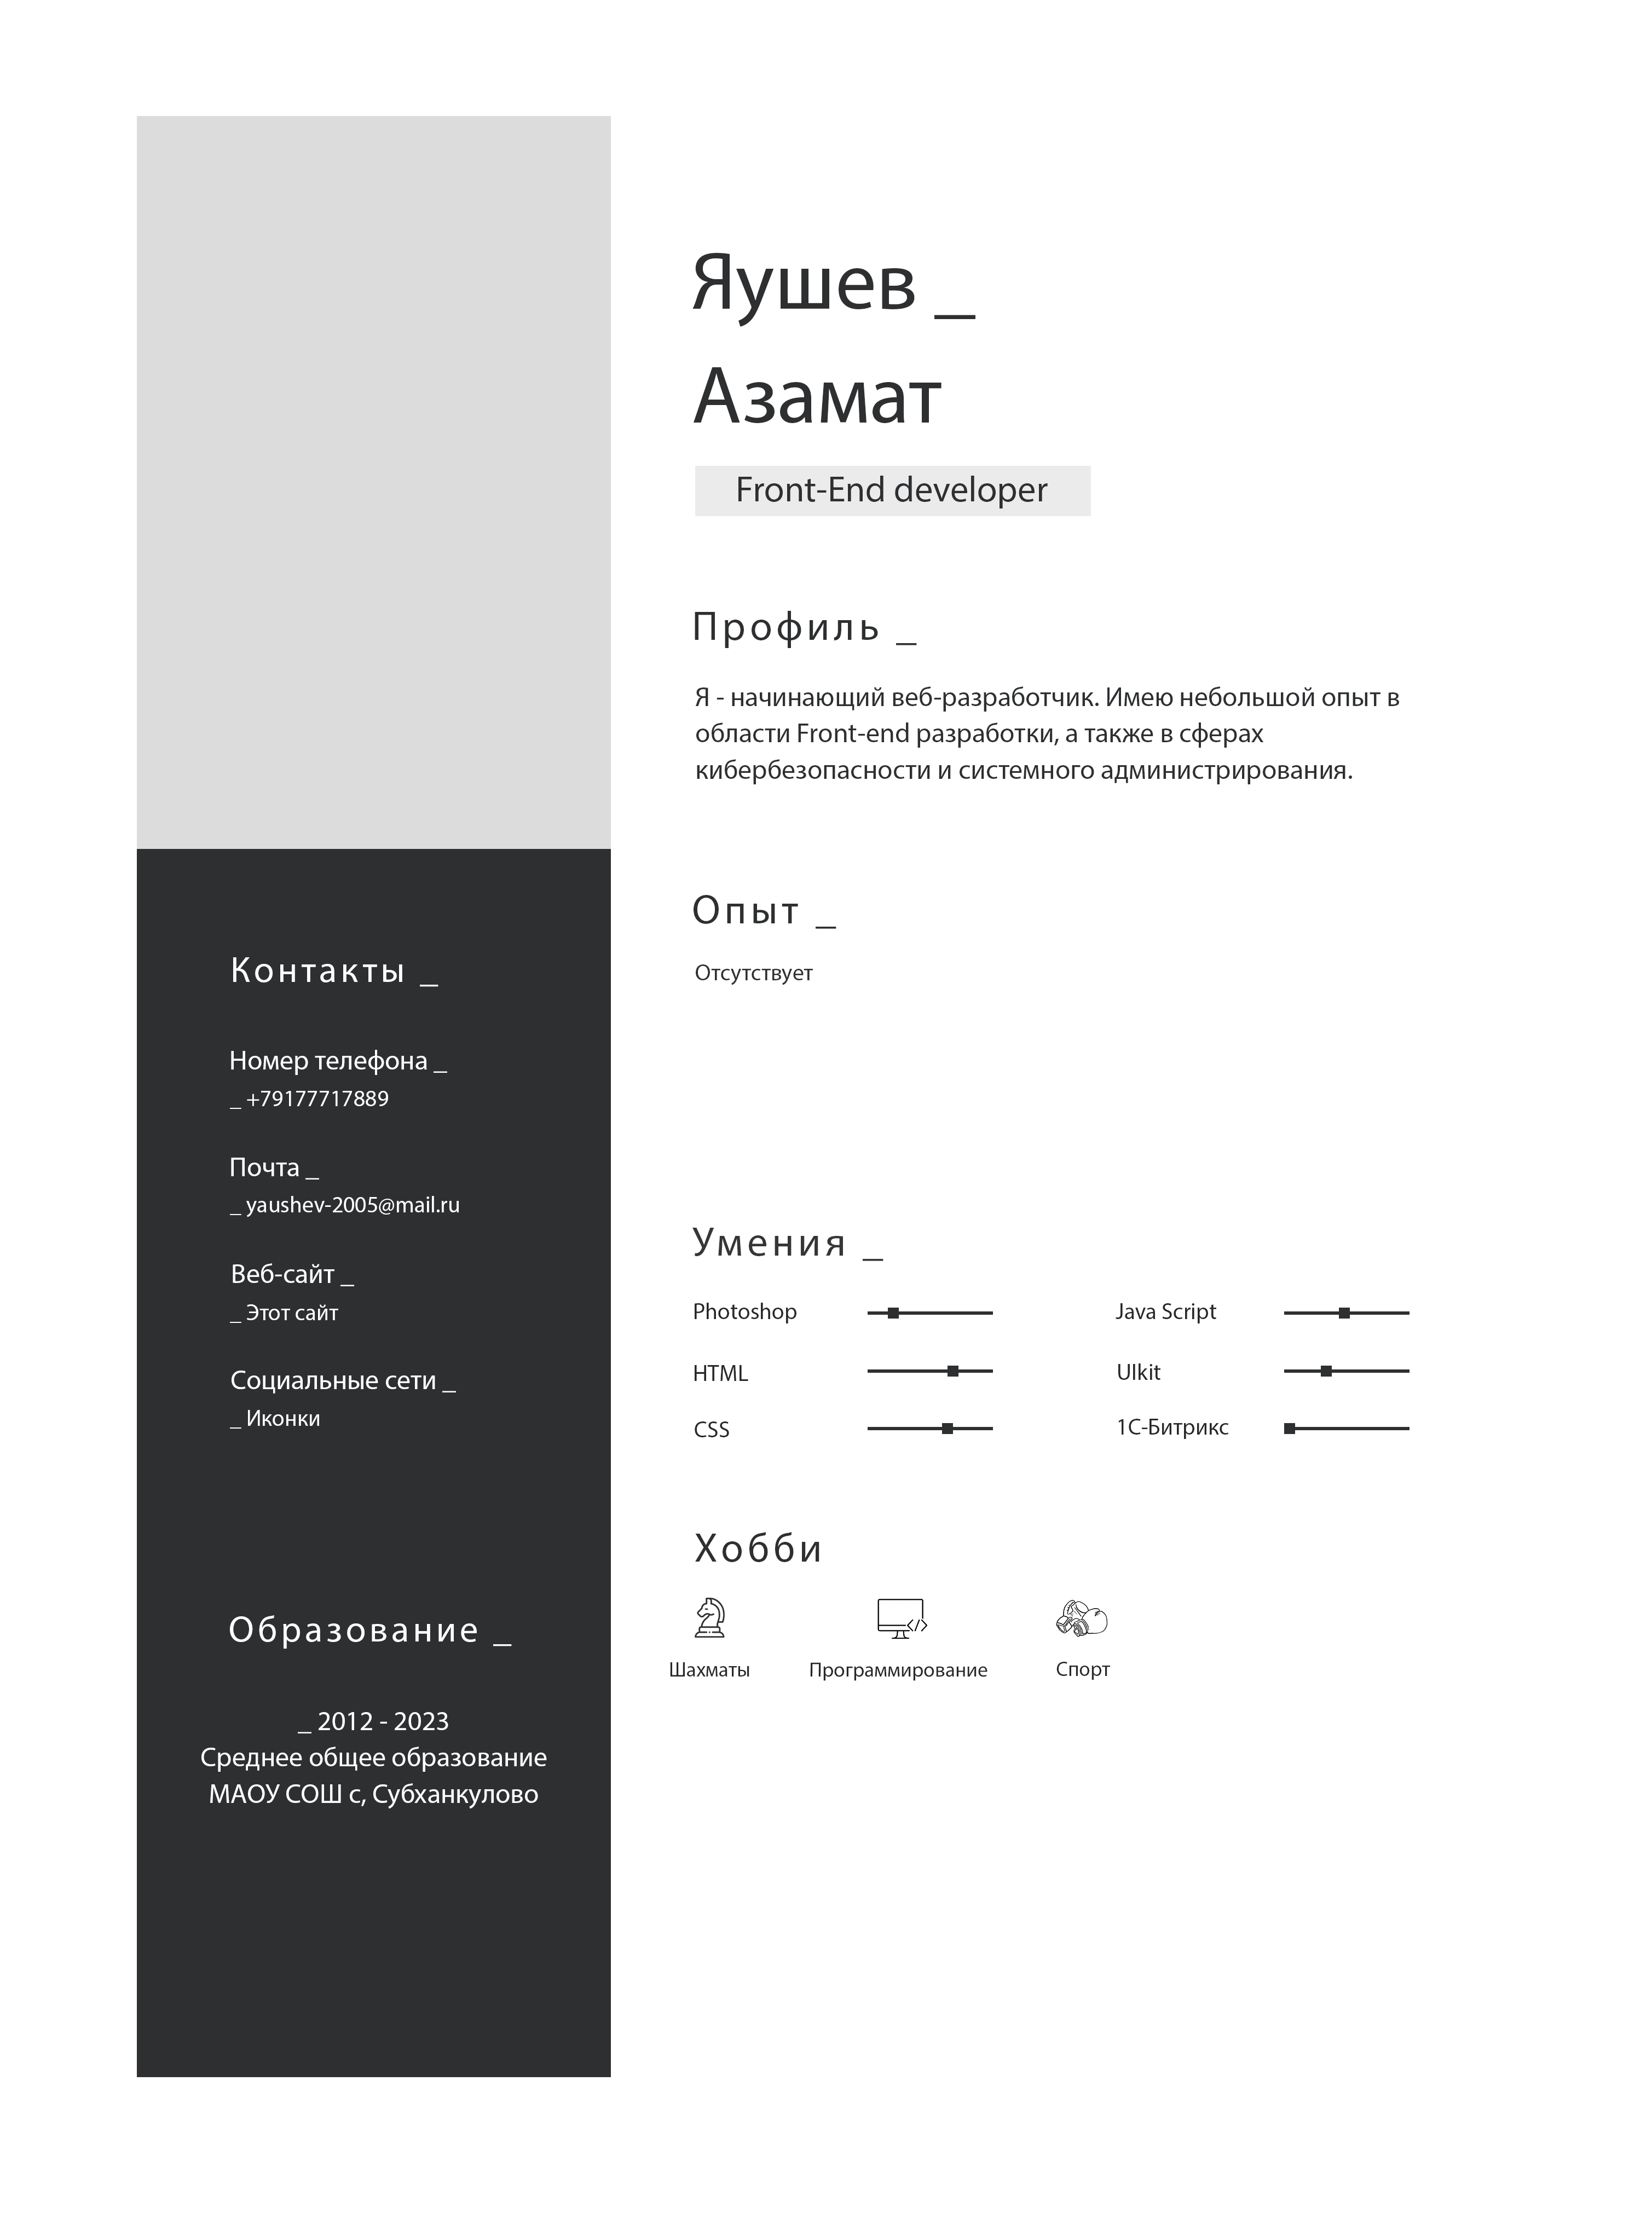 Яушев _
Азамат
Front-End developer
Профиль _
Я - начинающий веб-разработчик. Имею небольшой опыт в
области Front-end разработки, а также в сферах
кибербезопасности и системного администрирования.
Опыт _
Отсутствует
Умения _
Photoshop
HTML
CSS
Java Script
UIkit
1С-Битрикс
Хобби
Шахматы
Программирование
Спорт
Контакты _
Номер телефона _
_ +79177717889
Почта _
_ yaushev-2005@mail.ru
Веб-сайт _
_ Этот сайт
Социальные сети _
_ Иконки
Образование _
_ 2012 - 2023
Среднее общее образование
МАОУ СОШ с, Субханкулово